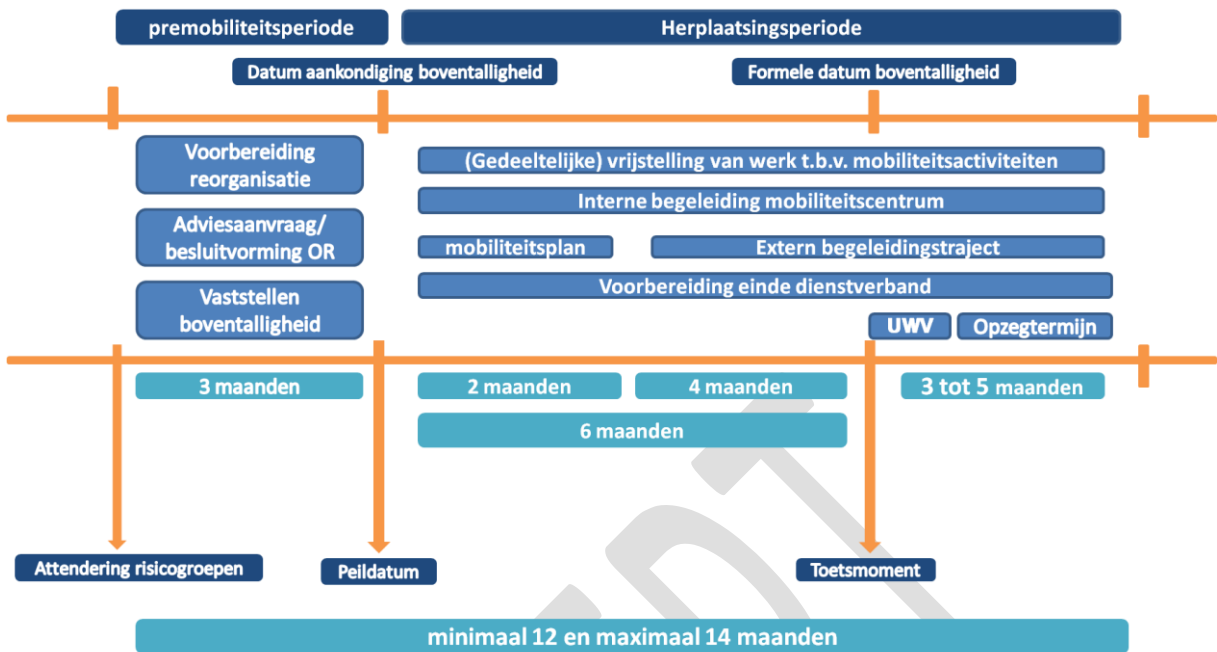 premobiliteitsperiode
Herplaatsingsperiode
Datum aankondiging boventalligheid
Formele datum boventalligheid
Voorbereiding
reorganisatie
(Gedeeltelijke) vrijstelling van werk t.b.v. mobiliteitsactiviteiten
Interne begeleiding mobiliteitscentrum
Adviesaanvraag/
besluitvorming OR
mobiliteitsplan
Extern begeleidingstraject
Voorbereiding einde dienstverband
Vaststellen
boventalligheid
UWV
Opzegtermijn
3 maanden
2 maanden
4 maanden
3 tot 5 maanden
6 maanden
Attendering risicogroepen
Peildatum
Toetsmoment
minimaal 12 en maximaal 14 maanden